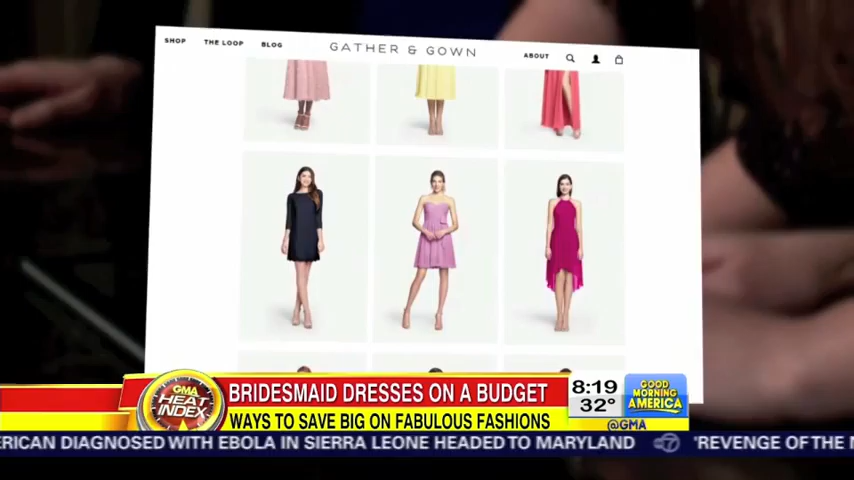 SHOP THE LOOP BLOG GATHER & GOWN ABOUT
GMA HEAT INDEX
BRIDESMAID DRESSES ON A BUDGET
WAYS TO SAVE BIG ON FABULOUS FASHIONS
8:19
32°
GOOD MORNING AMERICA
@GMA
ERICAN DIAGNOSED WITH EBOLA IN SIERRA LEONE HEADED TO MARYLAND 7 'REVENGE OF THE N